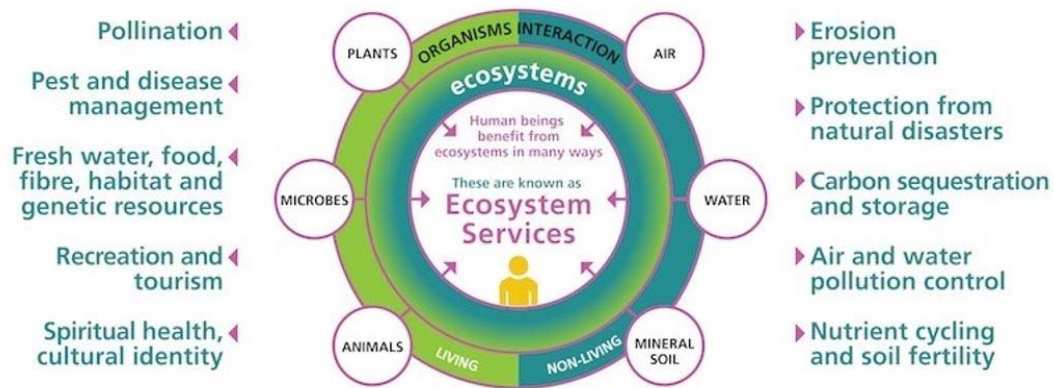 Pollination
Pest and disease
management
Fresh water, food,
fibre, habitat and
genetic resources
Recreation and
tourism
Spiritual health,
cultural identity
PLANTS
MICROBES
ANIMALS
ORGANISMS
INTERACTION
ecosystems
Human beings
benefit from
ecosystems in many ways
These are known as
Ecosystem
Services
LIVING
NON-LIVING
AIR
WATER
MINERAL
SOIL
Erosion
prevention
Protection from
natural disasters
Carbon sequestration
and storage
Air and water
pollution control
Nutrient cycling
and soil fertility